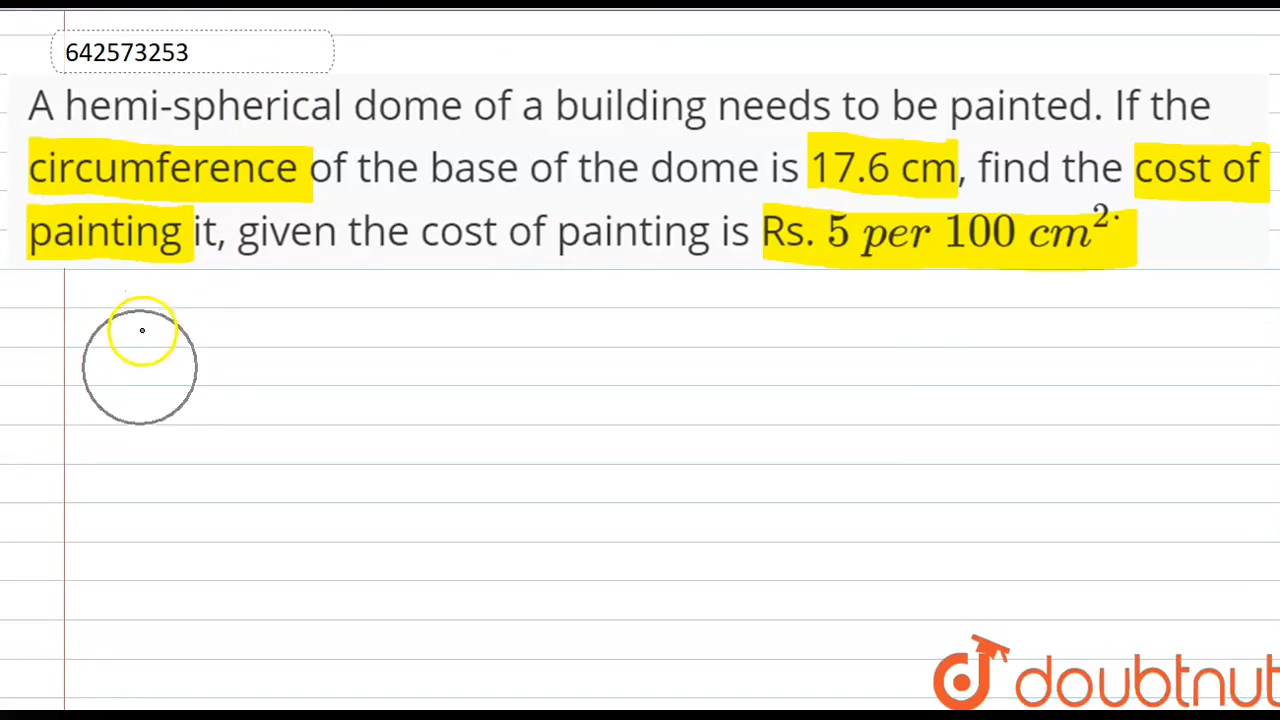 642573253
A hemi-spherical dome of a building needs to be painted. If the
circumference of the base of the dome is 17.6 cm, find the cost of
painting it, given the cost of painting is Rs. 5 per 100 cm²·
doubtnut